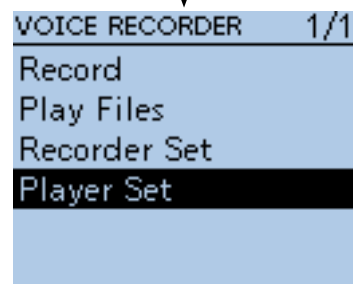 VOICE RECORDER 1/1
Record
Play Files
Recorder Set
Player Set